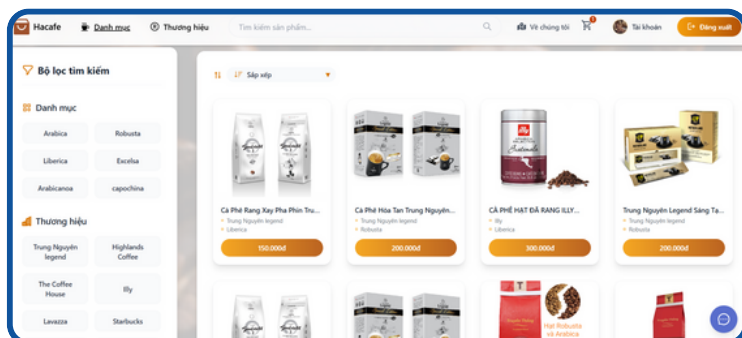 Hacafe
Danh mục
Thương hiệu
Tìm kiếm sản phẩm...
Về chúng tôi
Tài khoản
Đăng xuất
Bộ lọc tìm kiếm
Danh mục
Arabica
Robusta
Liberica
Excelsa
Arabicanoa
capochina
Thương hiệu
Trung Nguyên
legend
Highlands
Coffee
The Coffee
House
Illy
Lavazza
Starbucks
Sắp xếp
Cà Phê Rang Xay Pha Phin Tru...
Trung Nguyên legend
Liberica
150.000đ
Cà Phê Hòa Tan Trung Nguyên...
Trung Nguyên legend
Robusta
200.000đ
illy
CÀ PHÊ HẠT ĐÃ RANG ILLY...
Illy
Liberica
300.000đ
Trung Nguyên Legend Sáng Tạ...
Trung Nguyên legend
Robusta
200.000đ
Hạt Robusta
và Arabica